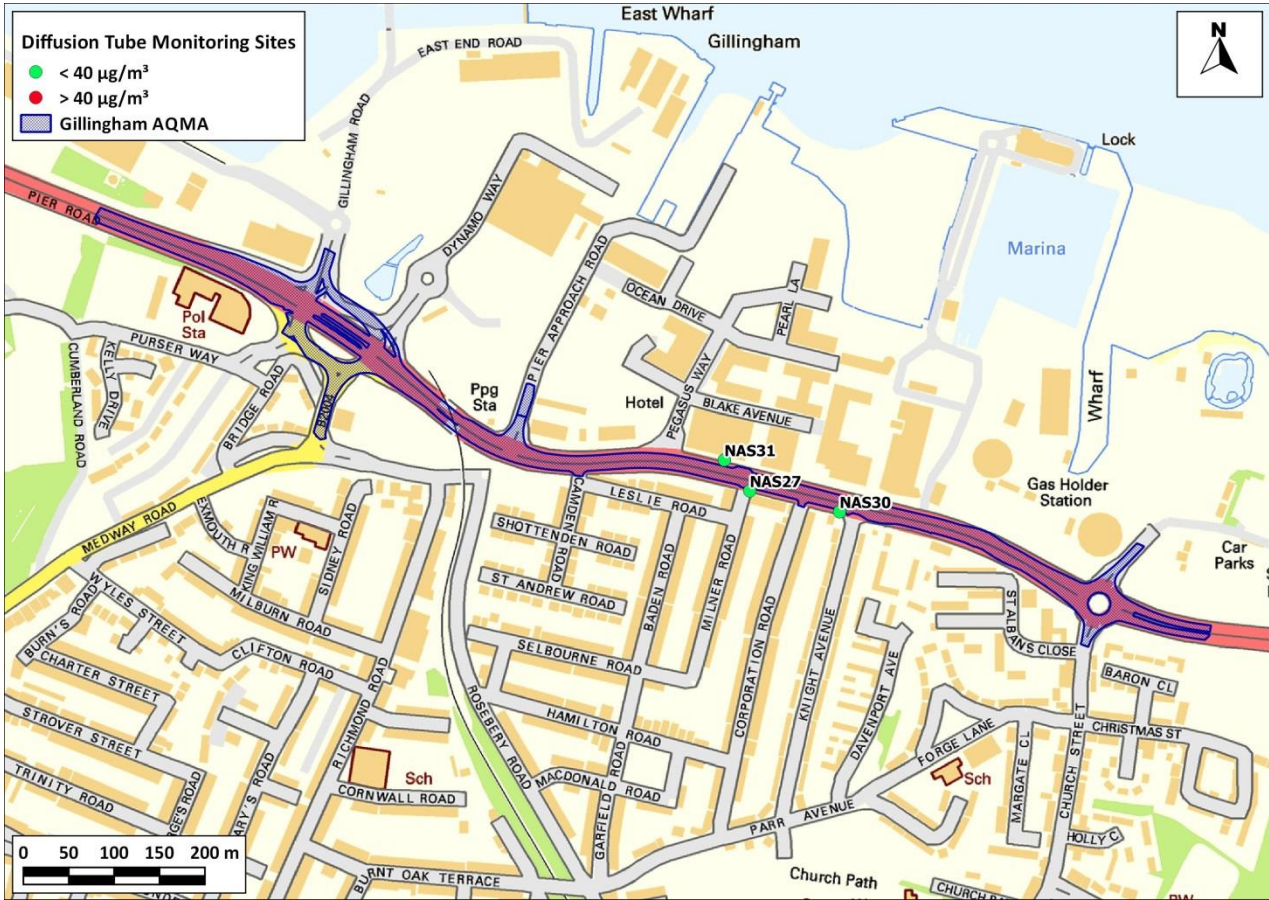 Diffusion Tube Monitoring Sites
< 40 µg/m³
> 40 µg/m³
Gillingham AQMA
East Wharf
Gillingham
N
EAST END ROAD
GILLINGHAM ROAD
Lock
PIER ROAD
DYNAMO WAY
Marina
PIER APPROACH ROAD
OCEAN DRIVE
PEARL LA
Pol
Sta
PURSER WAY
KELLY DRIVE
CUMBERLAND ROAD
BRIDGE ROAD
B2004
Ppg
Sta
Hotel
PEGASUS WAY
BLAKE AVENUE
Wharf
NAS31
NAS27
NAS30
Gas Holder
Station
Car
Parks
MEDWAY ROAD
EXMOUTH R
KING WILLIAM R
PW
SIDNEY ROAD
LESLIE ROAD
CAMDEN ROAD
SHOTTENDEN ROAD
ST ANDREW ROAD
BADEN ROAD
MILNER ROAD
CORPORATION ROAD
KNIGHT AVENUE
DAVENPORT AVE
ST ALBANS CLOSE
WYLES STREET
MILBURN ROAD
BURN'S ROAD
CLIFTON ROAD
CHARTER STREET
SELBOURNE ROAD
BARON CL
STROVER STREET
RICHMOND ROAD
ROSEBERY ROAD
HAMILTON ROAD
FORGE LANE
CHRISTMAS ST
MARGATE CL
CHURCH STREET
TRINITY ROAD
GE'S ROAD
ARY'S ROAD
Sch
CORNWALL ROAD
MACDONALD ROAD
GARFIELD ROAD
PARR AVENUE
Sch
HOLLY C
0 50 100 150 200 m
BURNT OAK TERRACE
Church Path
CHURCH
PW